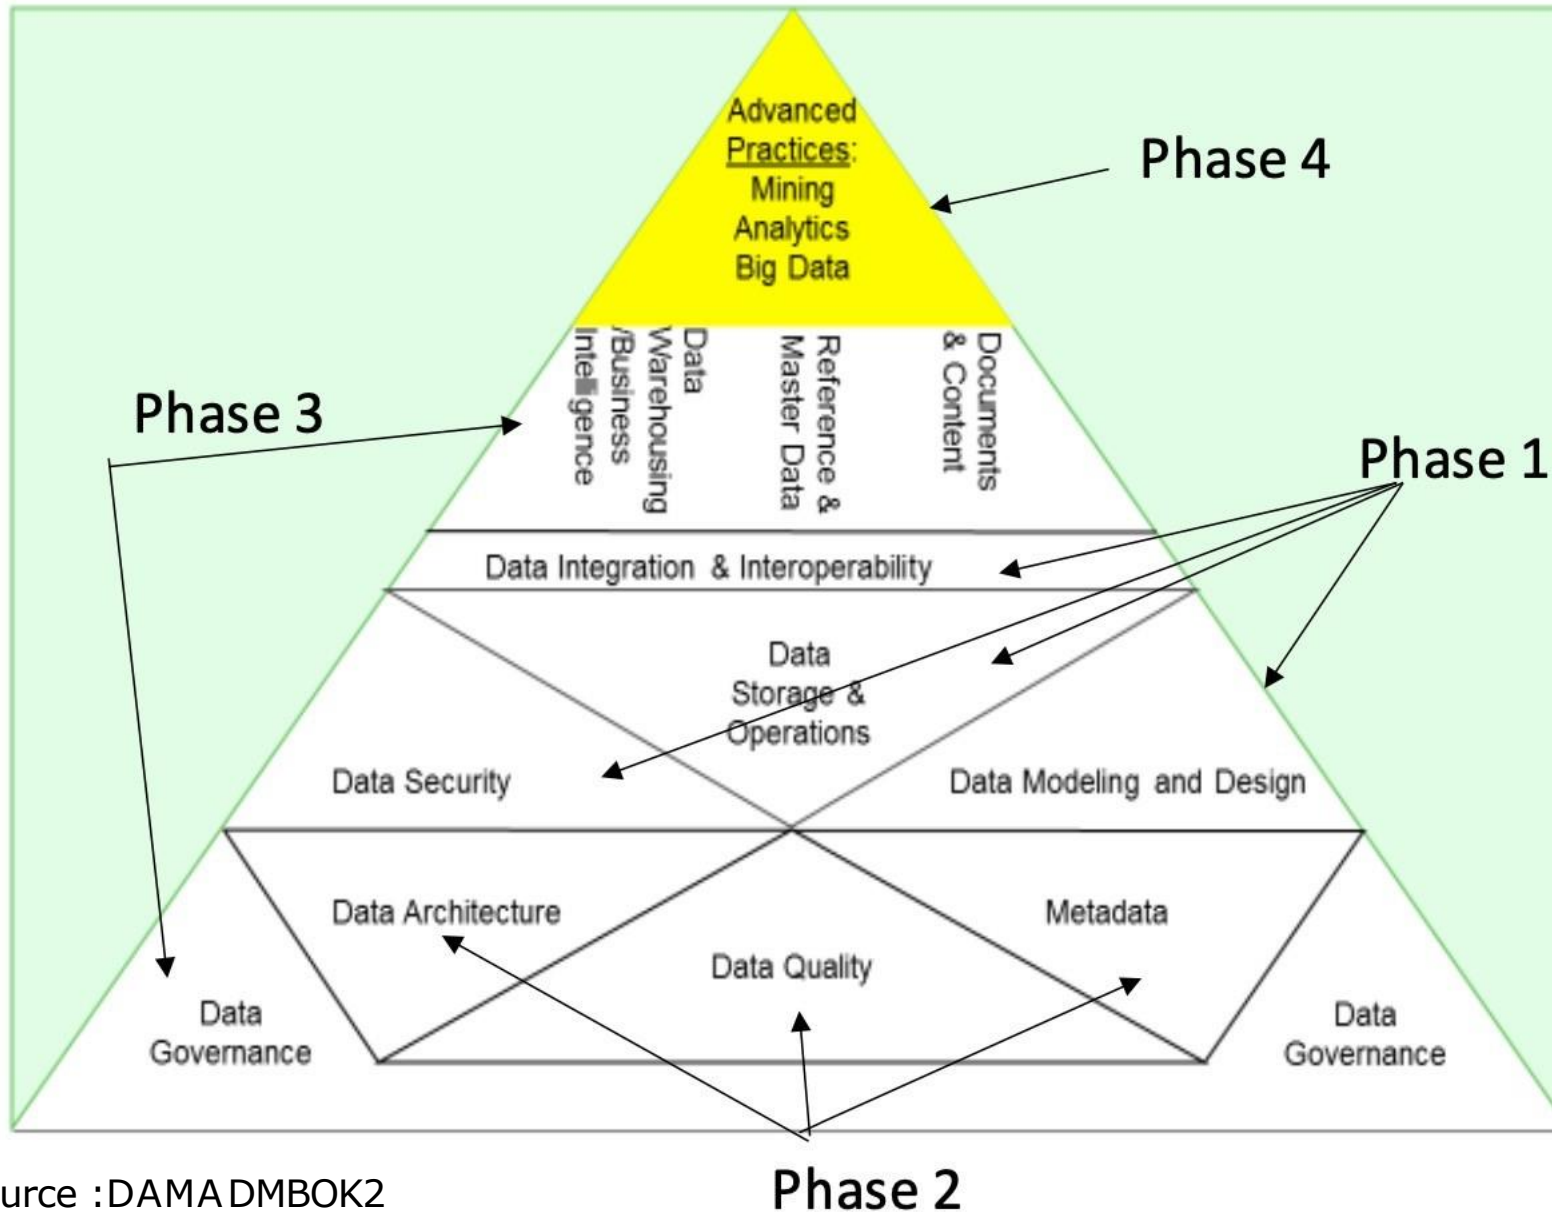 Advanced
Practices:
Mining
Analytics
Big Data
Phase 4
Data
Warehousing
/Business
Intelligence
Reference &
Master Data
Documents
& Content
Phase 3
Phase 1
Data Integration & Interoperability
Data
Storage &
Operations
Data Security
Data Modeling and Design
Data Architecture
Metadata
Data Quality
Data
Governance
Data
Governance
urce :DAMA DMBOK2
Phase 2